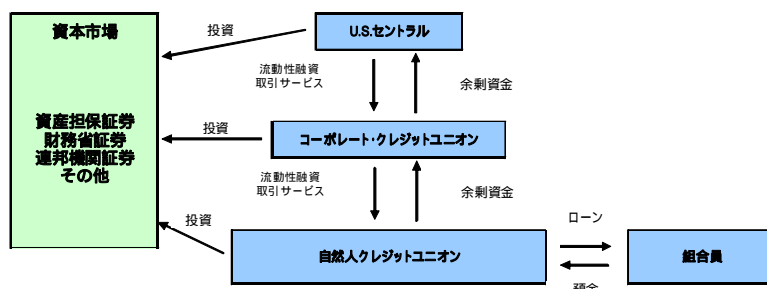 資本市場
投資
U.S.セントラル
流動性融資
取引サービス
余剰資金
資産担保証券
財務省証券
連邦機関証券
その他
投資
コーポレート・クレジットユニオン
流動性融資
取引サービス
余剰資金
投資
自然人クレジットユニオン
ローン
組合員
預金